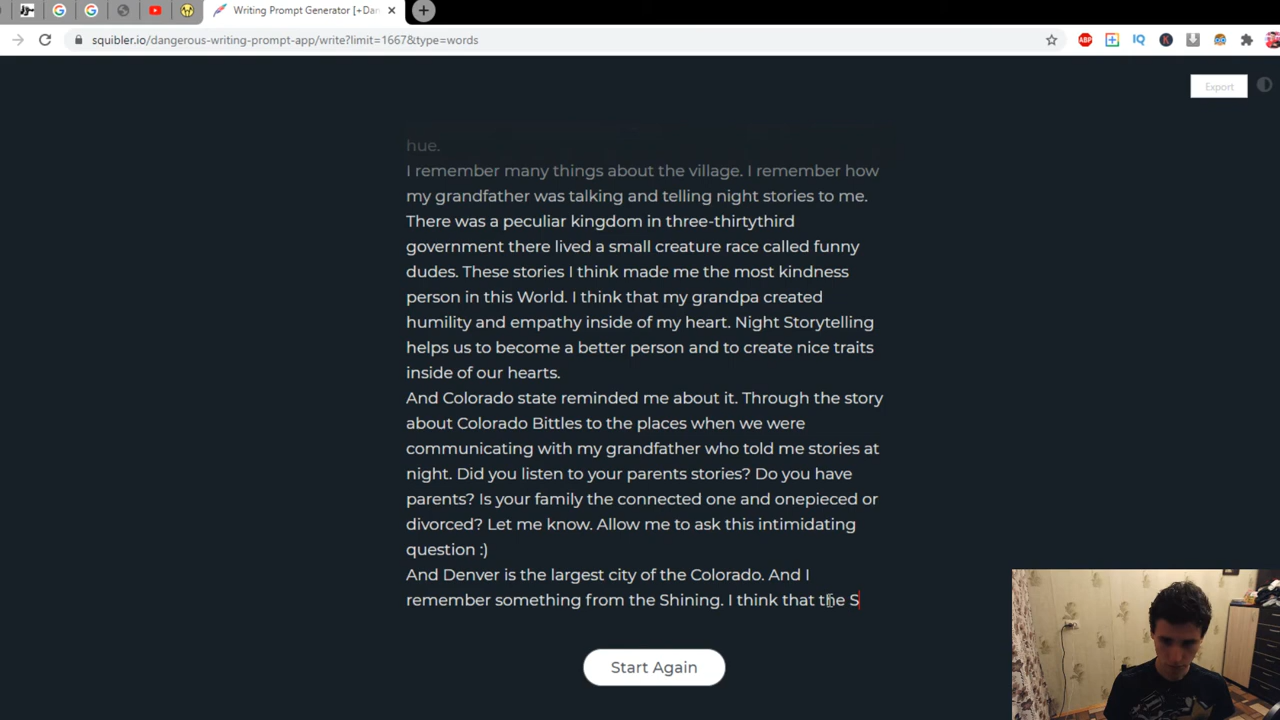 Writing Prompt Generator [+Dan
squibler.io/dangerous-writing-prompt-app/write?limit=1667&type=words
ABP
IQ
K
Export
hue.
I remember many things about the village. I remember how
my grandfather was talking and telling night stories to me.
There was a peculiar kingdom in three-thirtythird
government there lived a small creature race called funny
dudes. These stories I think made me the most kindness
person in this World. I think that my grandpa created
humility and empathy inside of my heart. Night Storytelling
helps us to become a better person and to create nice traits
inside of our hearts.
And Colorado state reminded me about it. Through the story
about Colorado Bittles to the places when we were
communicating with my grandfather who told me stories at
night. Did you listen to your parents stories? Do you have
parents? Is your family the connected one and onepieced or
divorced? Let me know. Allow me to ask this intimidating
question :)
And Denver is the largest city of the Colorado. And I
remember something from the Shining. I think that the S
Start Again